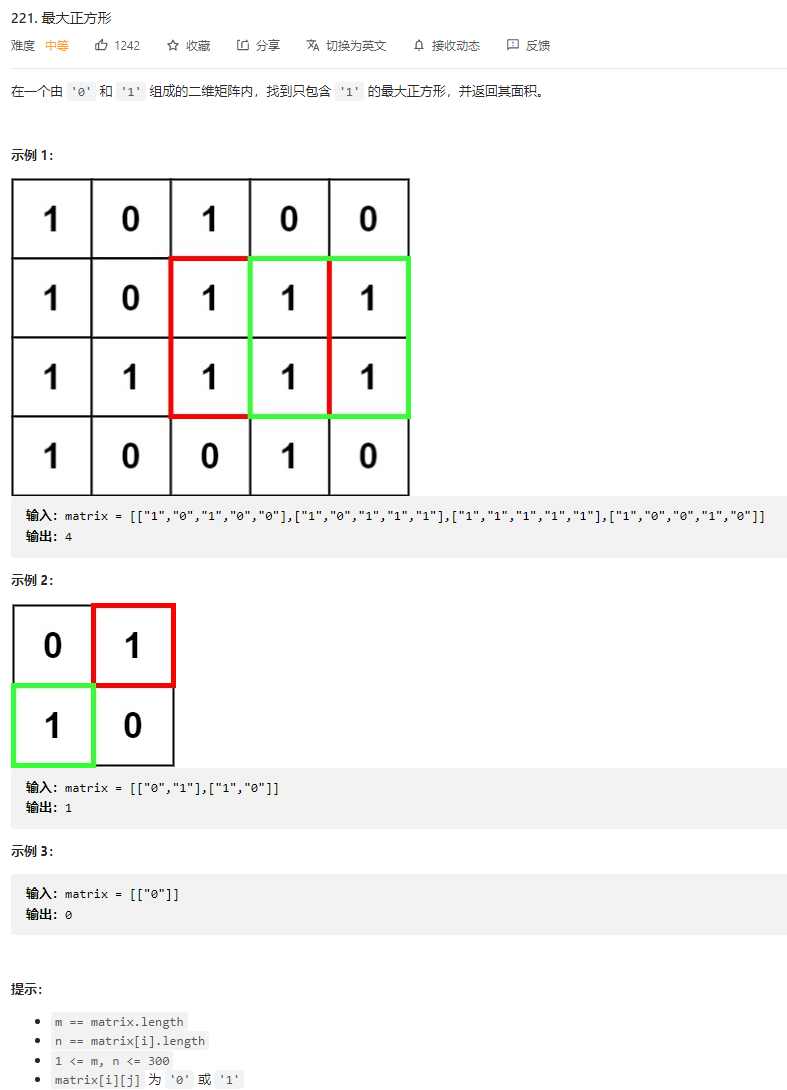 221. 最大正方形
难度 中等 1242 收藏 分享 切换为英文 接收动态 反馈
在一个由 '0' 和 '1' 组成的二维矩阵内，找到只包含 '1' 的最大正方形，并返回其面积。
示例 1：
1 0 1 0 0
1 0 1 1 1
1 1 1 1 1
1 0 0 1 0
输入：matrix = [["1","0","1","0","0"],["1","0","1","1","1"],["1","1","1","1","1"],["1","0","0","1","0"]]
输出：4
示例 2：
0 1
1 0
输入：matrix = [["0","1"],["1","0"]]
输出：1
示例 3：
输入：matrix = [["0"]]
输出：0
提示：
m == matrix.length
n == matrix[i].length
1 <= m, n <= 300
matrix[i][j] 为 '0' 或 '1'